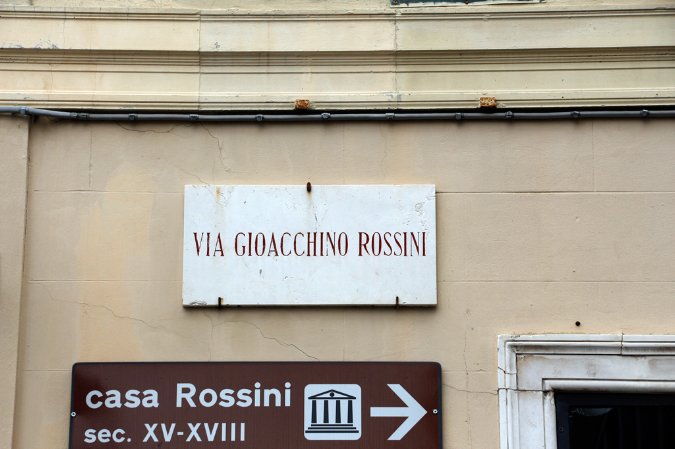 VIA GIOACCHINO ROSSINI
casa Rossini
sec. XV-XVIII